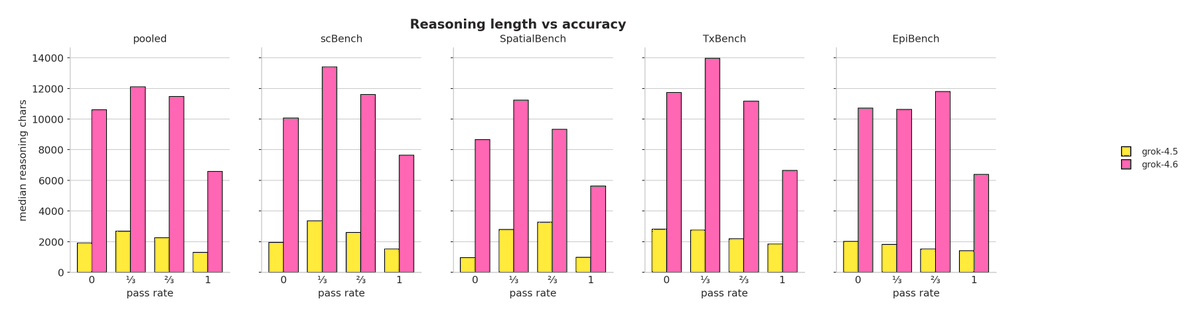 Reasoning length vs accuracy
pooled
scBench
SpatialBench
TxBench
EpiBench
median reasoning chars
14000
12000
10000
8000
6000
4000
2000
0
0 ⅓ ⅔ 1
0 ⅓ ⅔ 1
0 ⅓ ⅔ 1
0 ⅓ ⅔ 1
0 ⅓ ⅔ 1
pass rate
pass rate
pass rate
pass rate
pass rate
grok-4.5
grok-4.6